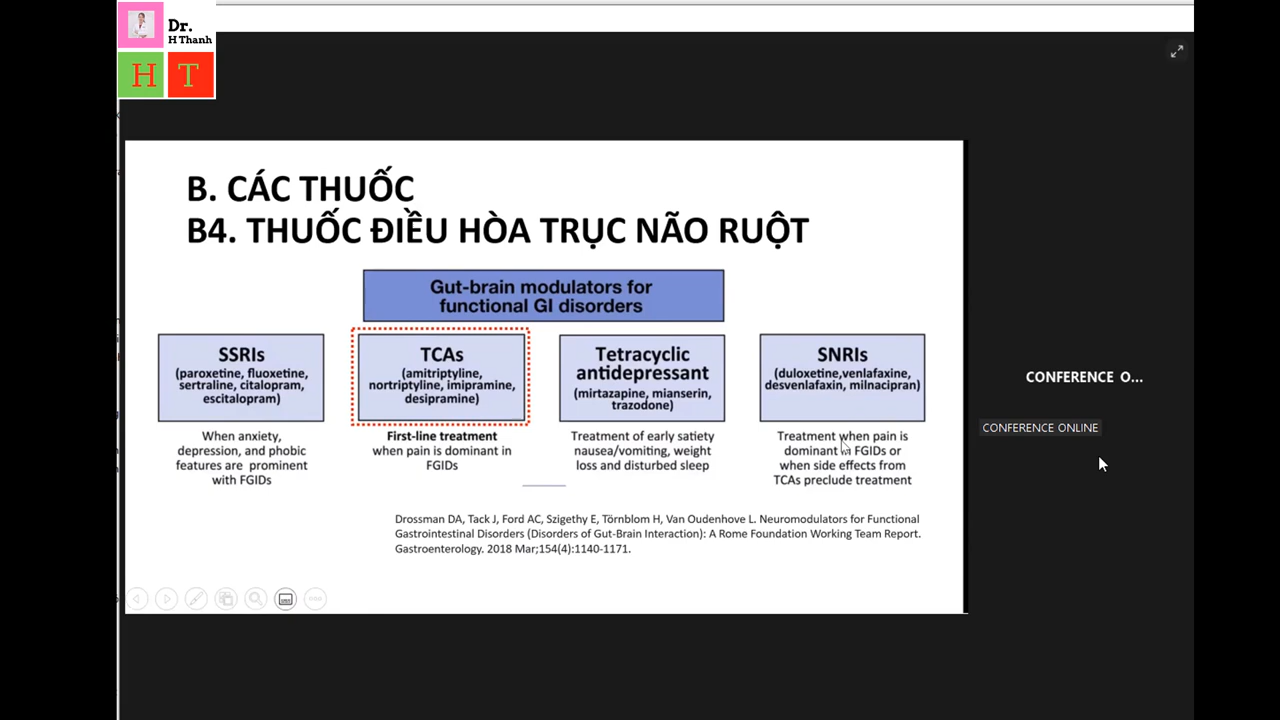 Dr.
H Thanh
H T
B. CÁC THUỐC
B4. THUỐC ĐIỀU HÒA TRỤC NÃO RUỘT
Gut-brain modulators for
functional GI disorders
SSRIs
(paroxetine, fluoxetine,
sertraline, citalopram,
escitalopram)
When anxiety,
depression, and phobic
features are prominent
with FGIDs
TCAs
(amitriptyline,
nortriptyline, imipramine,
desipramine)
First-line treatment
when pain is dominant in
FGIDs
Tetracyclic
antidepressant
(mirtazapine, mianserin,
trazodone)
Treatment of early satiety
nausea/vomiting, weight
loss and disturbed sleep
SNRIs
(duloxetine,venlafaxine,
desvenlafaxin, milnacipran)
Treatment when pain is
dominant in FGIDs or
when side effects from
TCAs preclude treatment
Drossman DA, Tack J, Ford AC, Szigethy E, Törnblom H, Van Oudenhove L. Neuromodulators for Functional
Gastrointestinal Disorders (Disorders of Gut-Brain Interaction): A Rome Foundation Working Team Report.
Gastroenterology. 2018 Mar;154(4):1140-1171.
CONFERENCE O...
CONFERENCE ONLINE